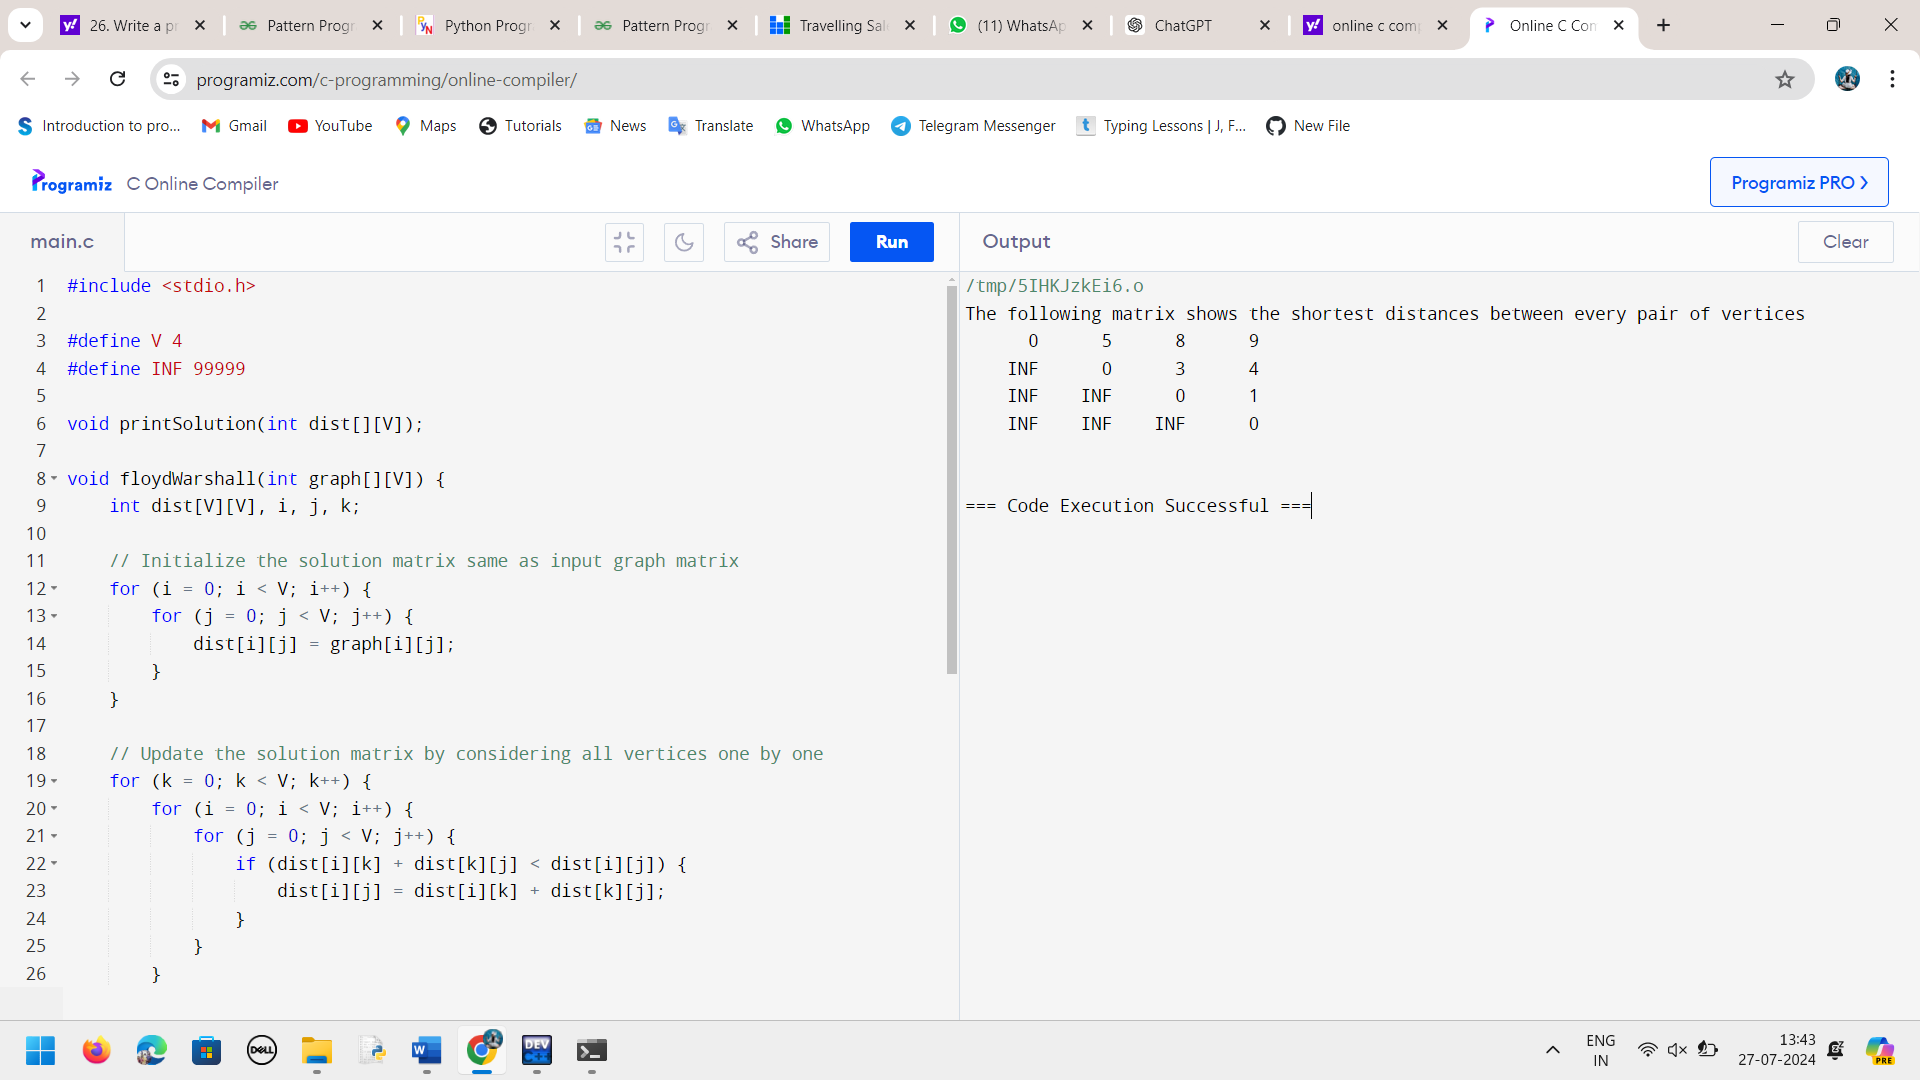 26. Write a pr
Pattern Progr
Python Progr
Pattern Progr
Travelling Sal
(11) WhatsAp
ChatGPT
online c comp
Online C Com
programiz.com/c-programming/online-compiler/
Introduction to pro...
Gmail
YouTube
Maps
Tutorials
News
Translate
WhatsApp
Telegram Messenger
Typing Lessons | J, F...
New File
Programiz C Online Compiler
Programiz PRO >
main.c
Share
Run
Output
Clear
1 #include <stdio.h>
2
3 #define V 4
4 #define INF 99999
5
6 void printSolution(int dist[][V]);
7
8 void floydWarshall(int graph[][V]) {
9 int dist[V][V], i, j, k;
10
11 // Initialize the solution matrix same as input graph matrix
12 for (i = 0; i < V; i++) {
13 for (j = 0; j < V; j++) {
14 dist[i][j] = graph[i][j];
15 }
16 }
17
18 // Update the solution matrix by considering all vertices one by one
19 for (k = 0; k < V; k++) {
20 for (i = 0; i < V; i++) {
21 for (j = 0; j < V; j++) {
22 if (dist[i][k] + dist[k][j] < dist[i][j]) {
23 dist[i][j] = dist[i][k] + dist[k][j];
24 }
25 }
26 }
/tmp/5IHKJzkEi6.o
The following matrix shows the shortest distances between every pair of vertices
0 5 8 9
INF 0 3 4
INF INF 0 1
INF INF INF 0
=== Code Execution Successful ===
DELL
DEV
C++
ENG
IN
13:43
27-07-2024
PRE